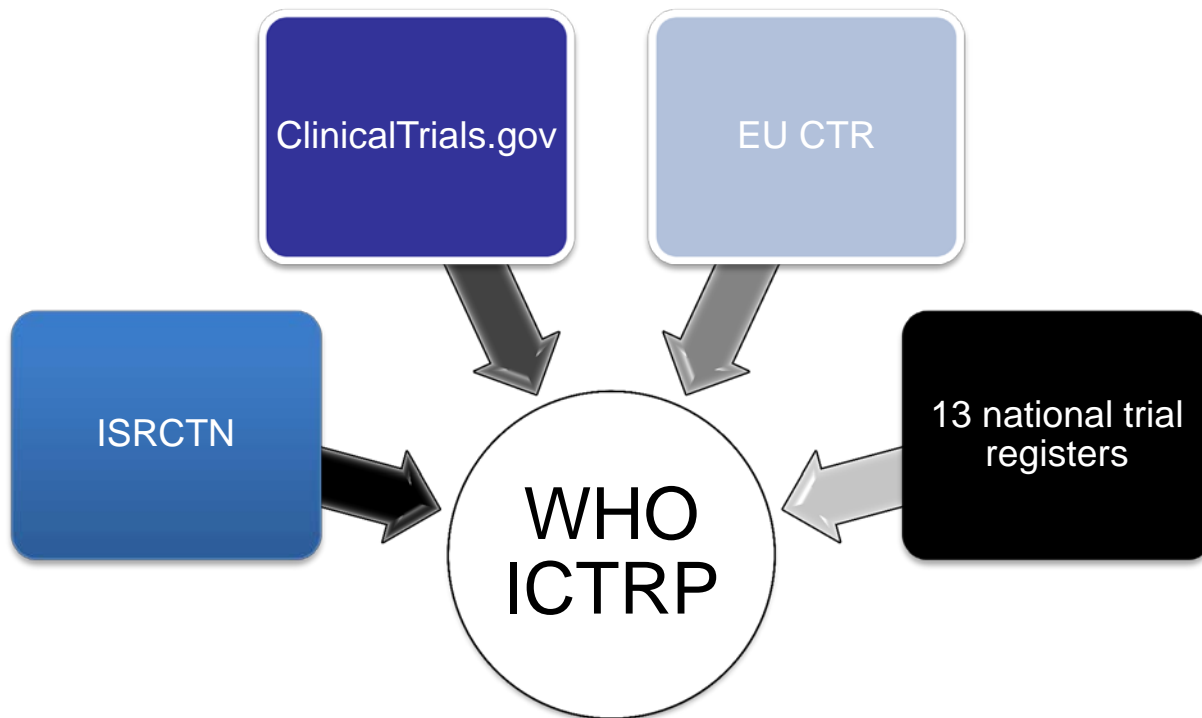 ClinicalTrials.gov
EU CTR
ISRCTN
13 national trial
registers
WHO
ICTRP